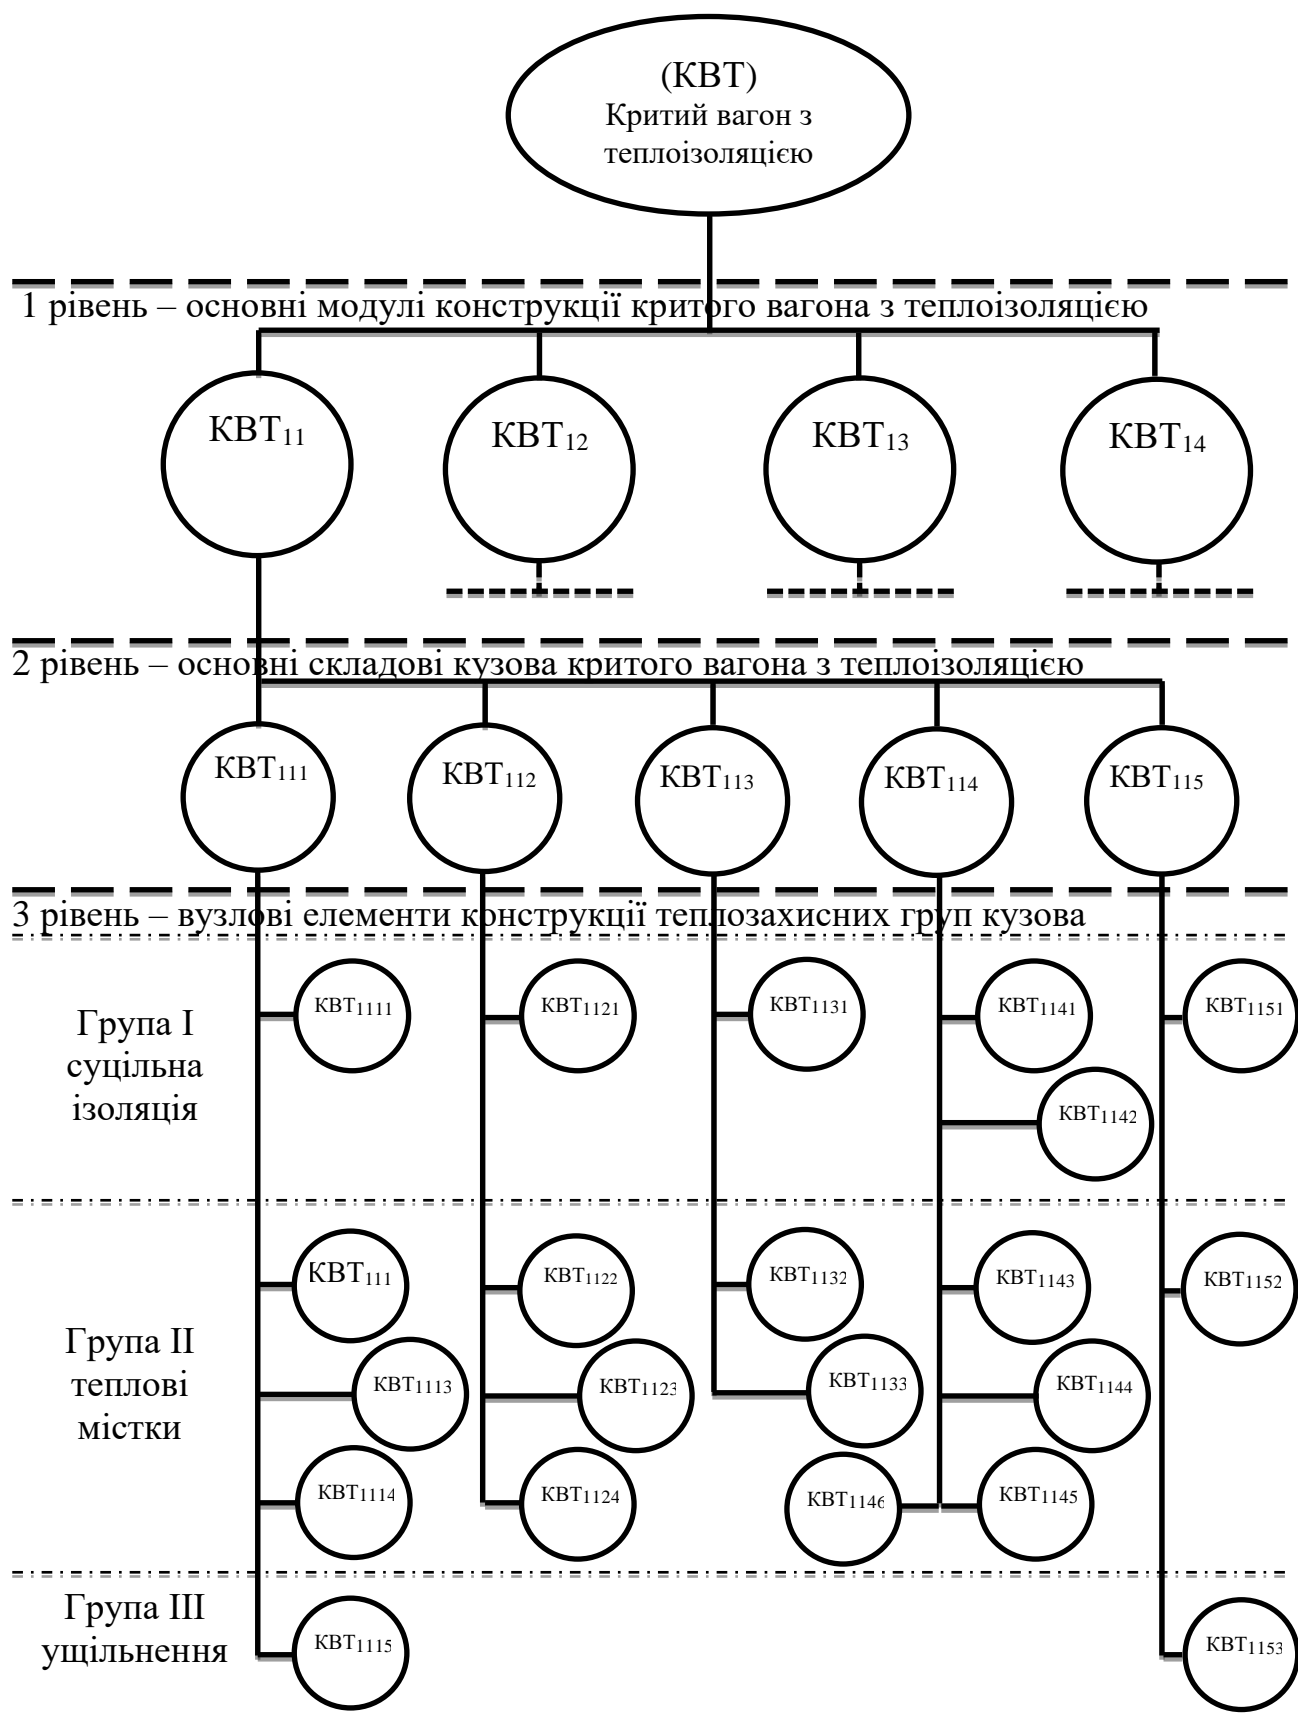 (КВТ)
Критий вагон з
теплоізоляцією
1 рівень – основні модулі конструкції критого вагона з теплоізоляцією
КВТ11
КВТ12
КВТ13
КВТ14
2 рівень – основні складові кузова критого вагона з теплоізоляцією
КВТ111
КВТ112
КВТ113
КВТ114
КВТ115
3 рівень – вузлові елементи конструкції теплозахисних груп кузова
Група І
суцільна
ізоляція
КВТ1111
КВТ1121
КВТ1131
КВТ1141
КВТ1151
КВТ1142
Група ІІ
теплові
містки
КВТ111
КВТ1122
КВТ1132
КВТ1143
КВТ1152
КВТ1113
КВТ1123
КВТ1133
КВТ1144
КВТ1114
КВТ1124
КВТ1146
КВТ1145
Група ІІІ
ущільнення
КВТ1115
КВТ1153